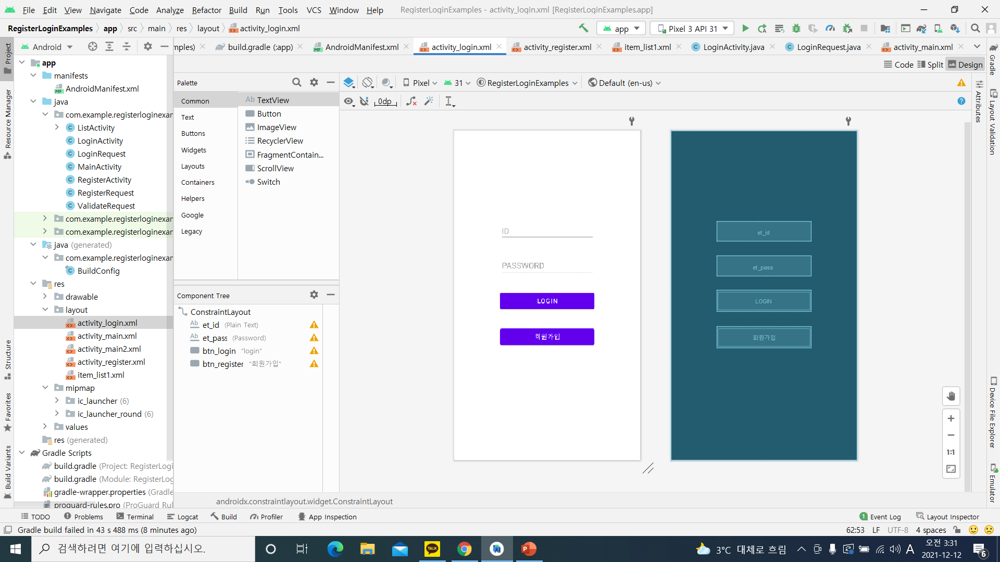 File Edit View Navigate Code Analyze Refactor Build Run Tools VCS Window Help RegisterLoginExamples - activity_login.xml [RegisterLoginExamples.app]
RegisterLoginExamples app src main res layout activity_login.xml app Pixel 3 API 31
Android mples) build.gradle (:app) AndroidManifest.xml activity_login.xml activity_register.xml item_list1.xml LoginActivity.java LoginRequest.java activity_main.xml
Code Split Design
Project
Resource Manager
Structure
Favorites
Build Variants
app
manifests
AndroidManifest.xml
java
com.example.registerloginexar
ListActivity
LoginActivity
LoginRequest
MainActivity
RegisterActivity
RegisterRequest
ValidateRequest
com.example.registerloginexar
com.example.registerloginexar
java (generated)
com.example.registerloginexar
BuildConfig
res
drawable
layout
activity_login.xml
activity_main.xml
activity_main2.xml
activity_register.xml
item_list1.xml
mipmap
ic_launcher (6)
ic_launcher_round (6)
values
res (generated)
Gradle Scripts
build.gradle (Project: RegisterLogi
build.gradle (Module: RegisterLog
gradle-wrapper.properties (Gradle
proguard-rules.pro (ProGuard Rul
Palette
Common
Text
Buttons
Widgets
Layouts
Containers
Helpers
Google
Legacy
Ab TextView
Button
ImageView
RecyclerView
FragmentContain...
ScrollView
Switch
Component Tree
ConstraintLayout
Ab et_id (Plain Text)
Ab et_pass (Password)
btn_login "login"
btn_register "회원가입"
Pixel 31 RegisterLoginExamples Default (en-us)
0dp
ID
PASSWORD
LOGIN
회원가입
et_id
et_pass
LOGIN
회원가입
1:1
Gradle
Attributes
Layout Validation
Device File Explorer
Emulator
androidx.constraintlayout.widget.ConstraintLayout
TODO Problems Terminal Logcat Build Profiler App Inspection 1 Event Log Layout Inspector
Gradle build failed in 43 s 488 ms (8 minutes ago) 62:53 LF UTF-8 4 spaces
검색하려면 여기에 입력하십시오. TALK P 3°C 대체로 흐림 A 오전 3:31
2021-12-12 6